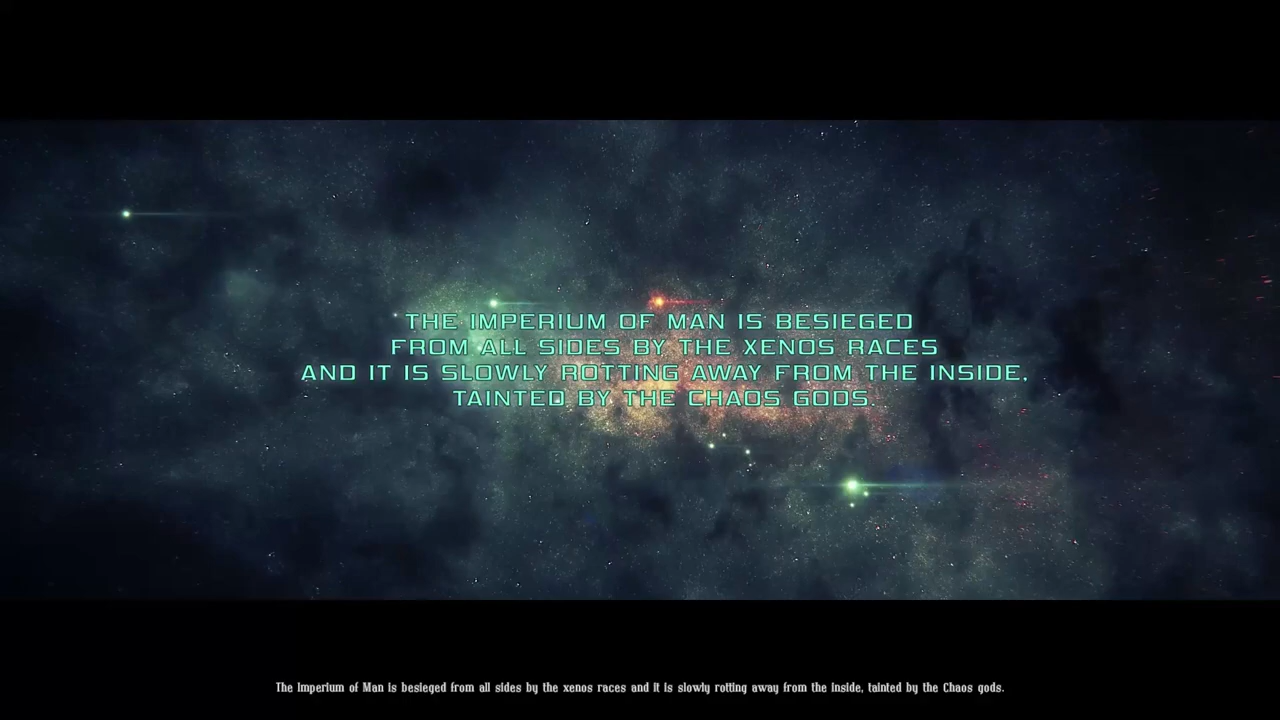 THE IMPERIUM OF MAN IS BESIEGED
FROM ALL SIDES BY THE XENOS RACES
AND IT IS SLOWLY ROTTING AWAY FROM THE INSIDE,
TAINTED BY THE CHAOS GODS.
The Imperium of Man is besieged from all sides by the xenos races and it is slowly rotting away from the inside, tainted by the Chaos gods.